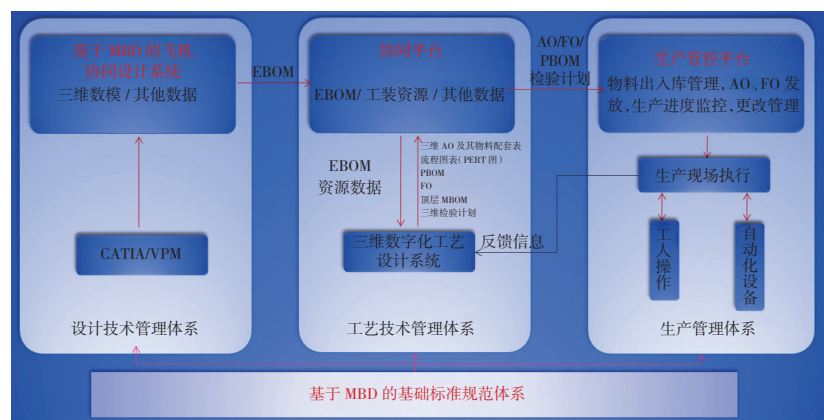 基于 MBD 的飞机
协同设计系统
三维数模 / 其他数据
CATIA/VPM
设计技术管理体系
EBOM
协同平台
EBOM/ 工装资源 / 其他数据
EBOM
资源数据
三维 AO 及其物料配套表
流程图表( PERT 图)
PBOM
FO
顶层 MBOM
三维检验计划
三维数字化工艺
设计系统
工艺技术管理体系
AO/FO/
PBOM
检验计划
反馈信息
生产管控平台
物料出入库管理, AO、FO 发
放, 生产进度监控, 更改管理
生产现场执行
工人操作
自动化设备
生产管理体系
基于 MBD 的基础标准规范体系